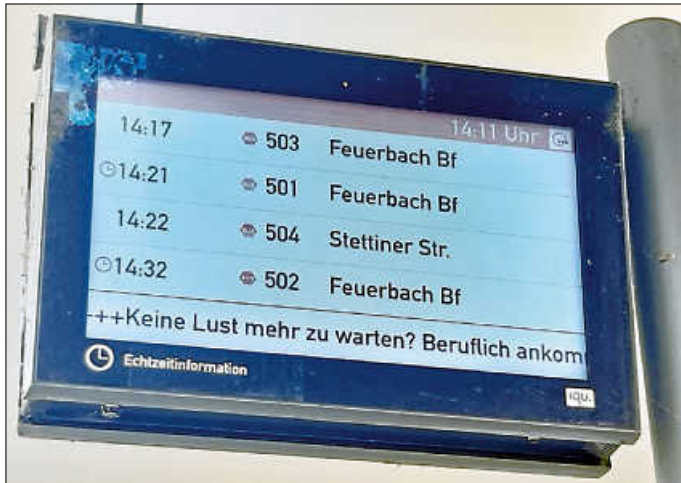 14:11 Uhr
14:17 503 Feuerbach Bf
14:21 501 Feuerbach Bf
14:22 504 Stettiner Str.
14:32 502 Feuerbach Bf
++Keine Lust mehr zu warten? Beruflich ankom
Echtzeitinformation
iqu.